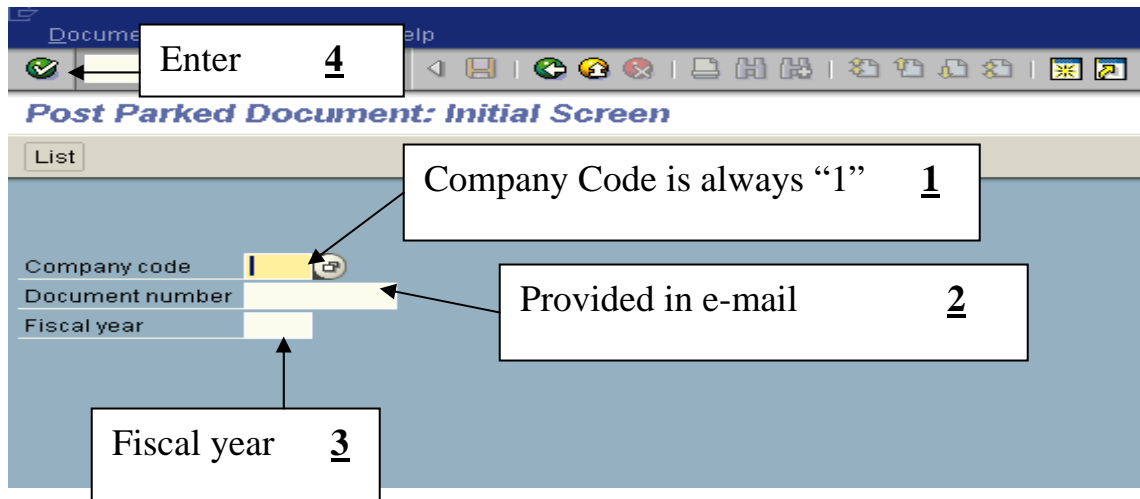 Docume elp
Enter 4
Post Parked Document: Initial Screen
List
Company Code is always “1” 1
Company code
Document number
Provided in e-mail 2
Fiscal year
Fiscal year 3